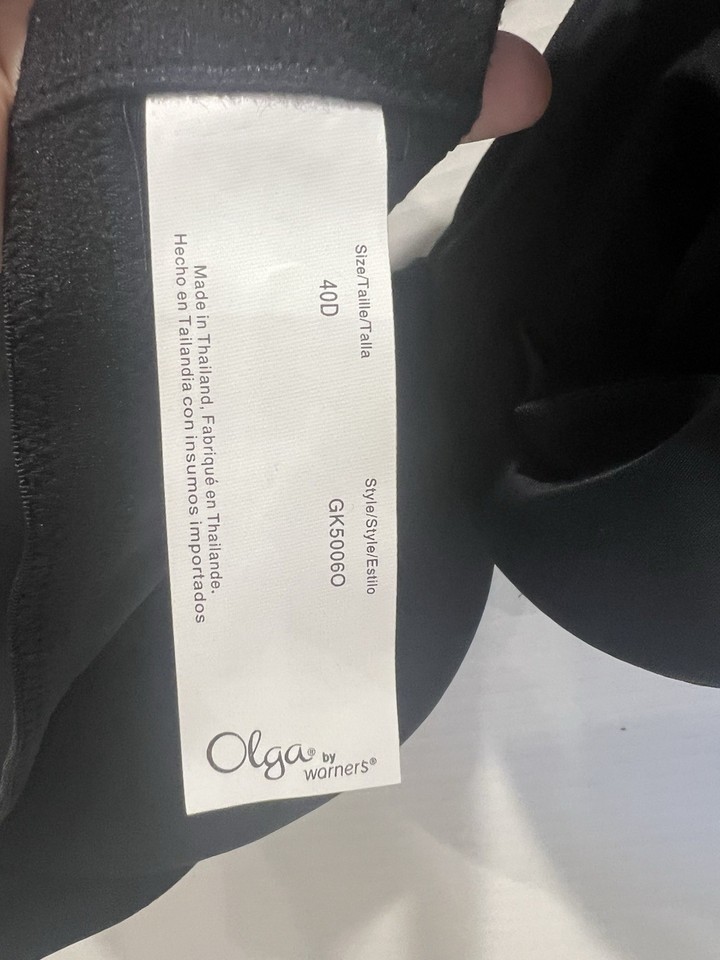 Size/Taille/Talla
40D
Style/Style/Estilo
GK5006O
Made in Thailand, Fabriqué en Thailande.
Hecho en Tailandia con insumos importados
Olga® by
warners®